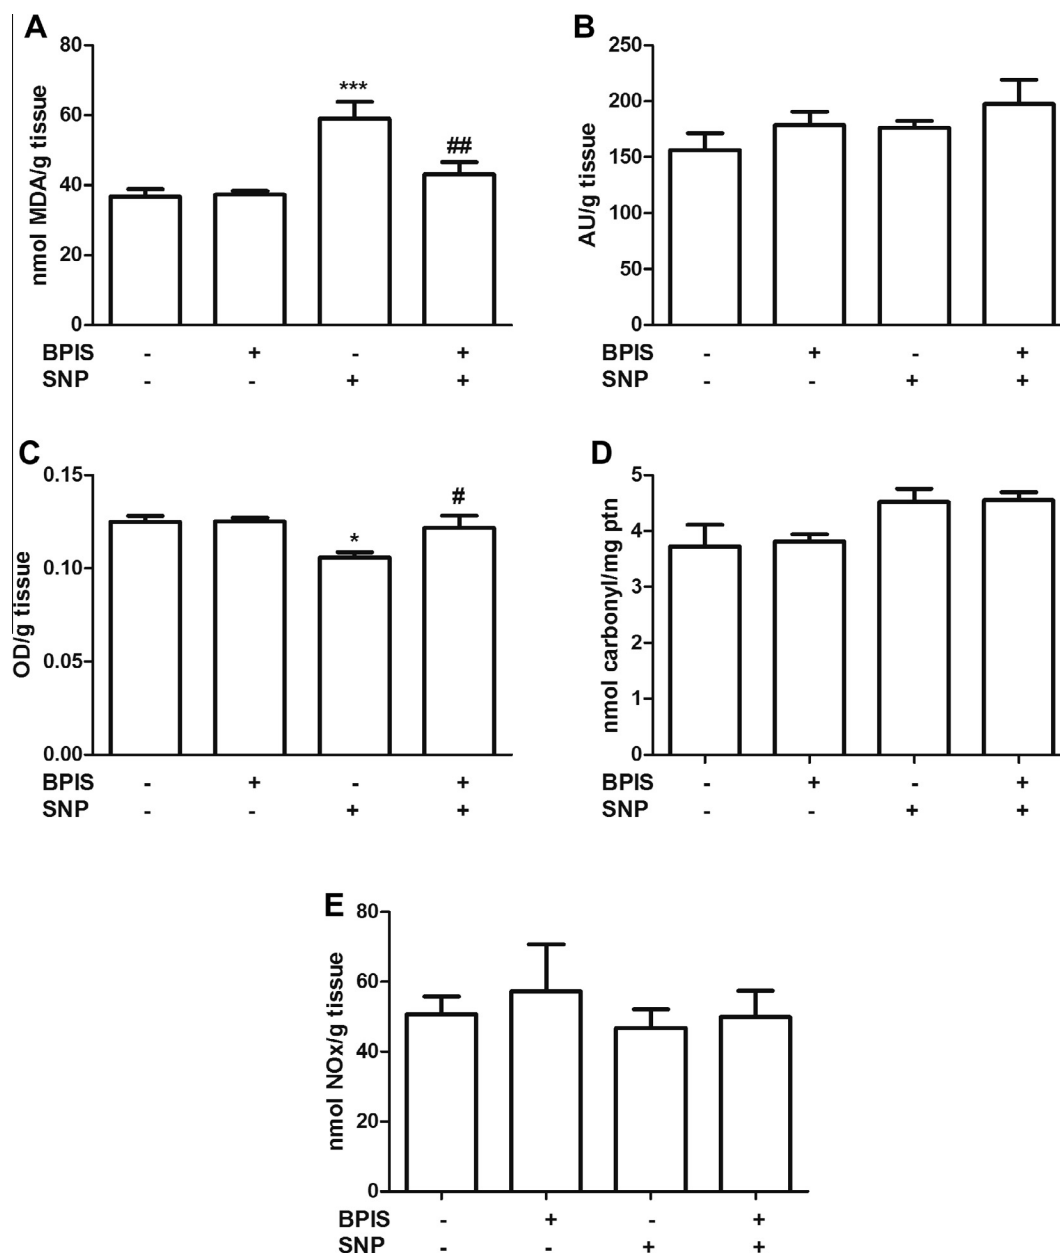 A
80
60
40
20
0
nmol MDA/g tissue
***
##
BPIS - + - +
SNP - - + +
B
250
200
150
100
50
0
AU/g tissue
BPIS - + - +
SNP - - + +
C
0.15
0.10
0.05
0.00
OD/g tissue
*
#
BPIS - + - +
SNP - - + +
D
5
4
3
2
1
0
nmol carbonyl/mg ptn
BPIS - + - +
SNP - - + +
E
80
60
40
20
0
nmol NOx/g tissue
BPIS - + - +
SNP - - + +